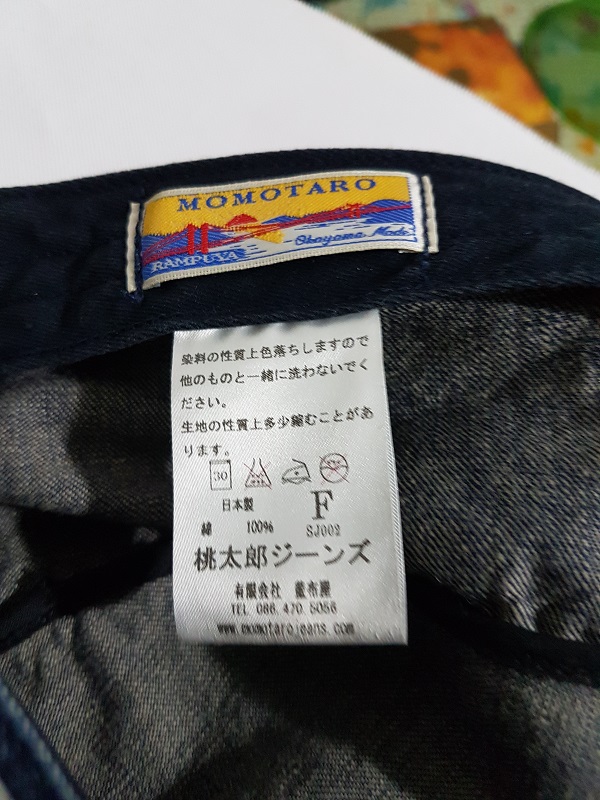 MOMOTARO
RAMPUYA
Okayama Made
染料の性質上色落ちしますので
他のものと一緒に洗わないでく
ださい。
生地の性質上多少縮むことがあ
ります。
30
日本製
F
綿 100%
SJ002
桃太郎ジーンズ
有限会社 藍布屋
TEL 086.470.5056
www.momotarojeans.com